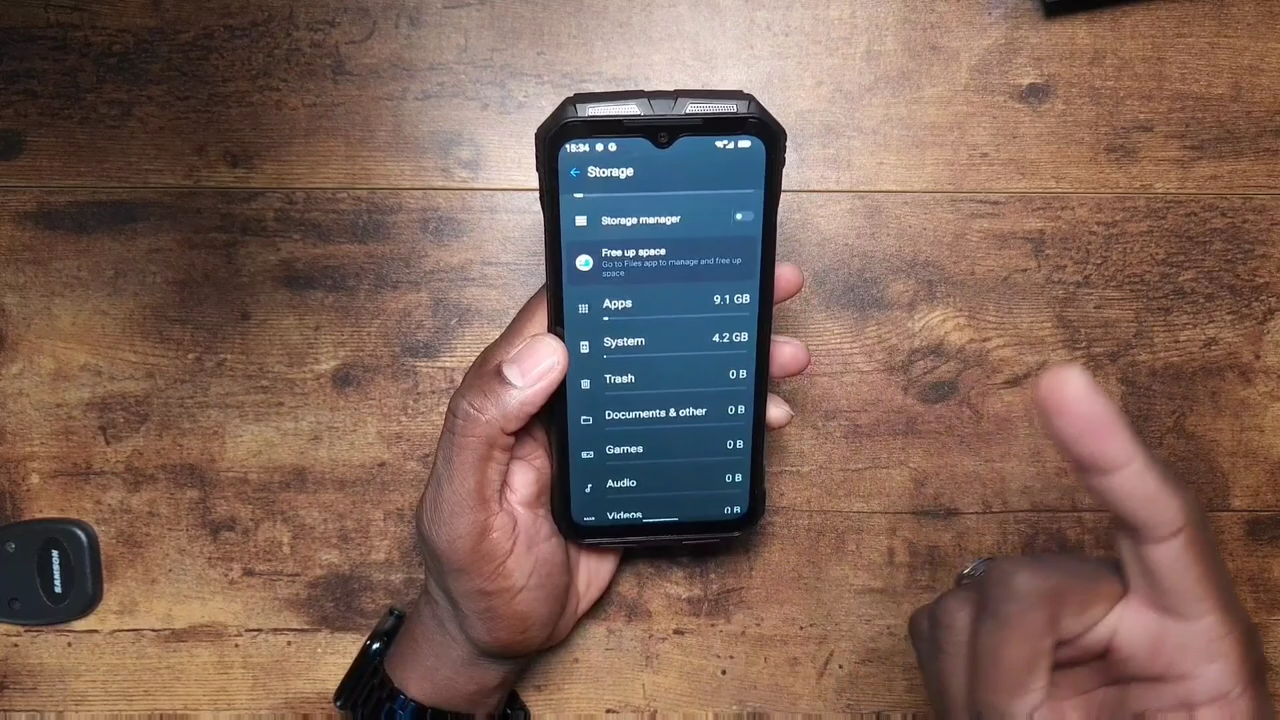 15:34
Storage
Storage manager
Free up space
Go to Files app to manage and free up
space
Apps 9.1 GB
System 4.2 GB
Trash 0 B
Documents & other 0 B
Games 0 B
Audio 0 B
Videos 0 B
SAMSON